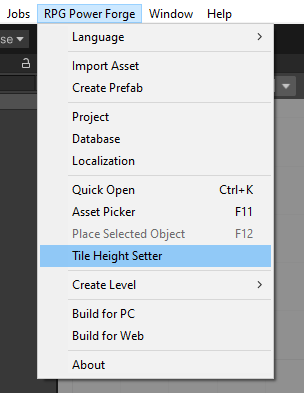 Jobs RPG Power Forge Window Help
se
Language
Import Asset
Create Prefab
Project
Database
Localization
Quick Open Ctrl+K
Asset Picker F11
Place Selected Object F12
Tile Height Setter
Create Level
Build for PC
Build for Web
About